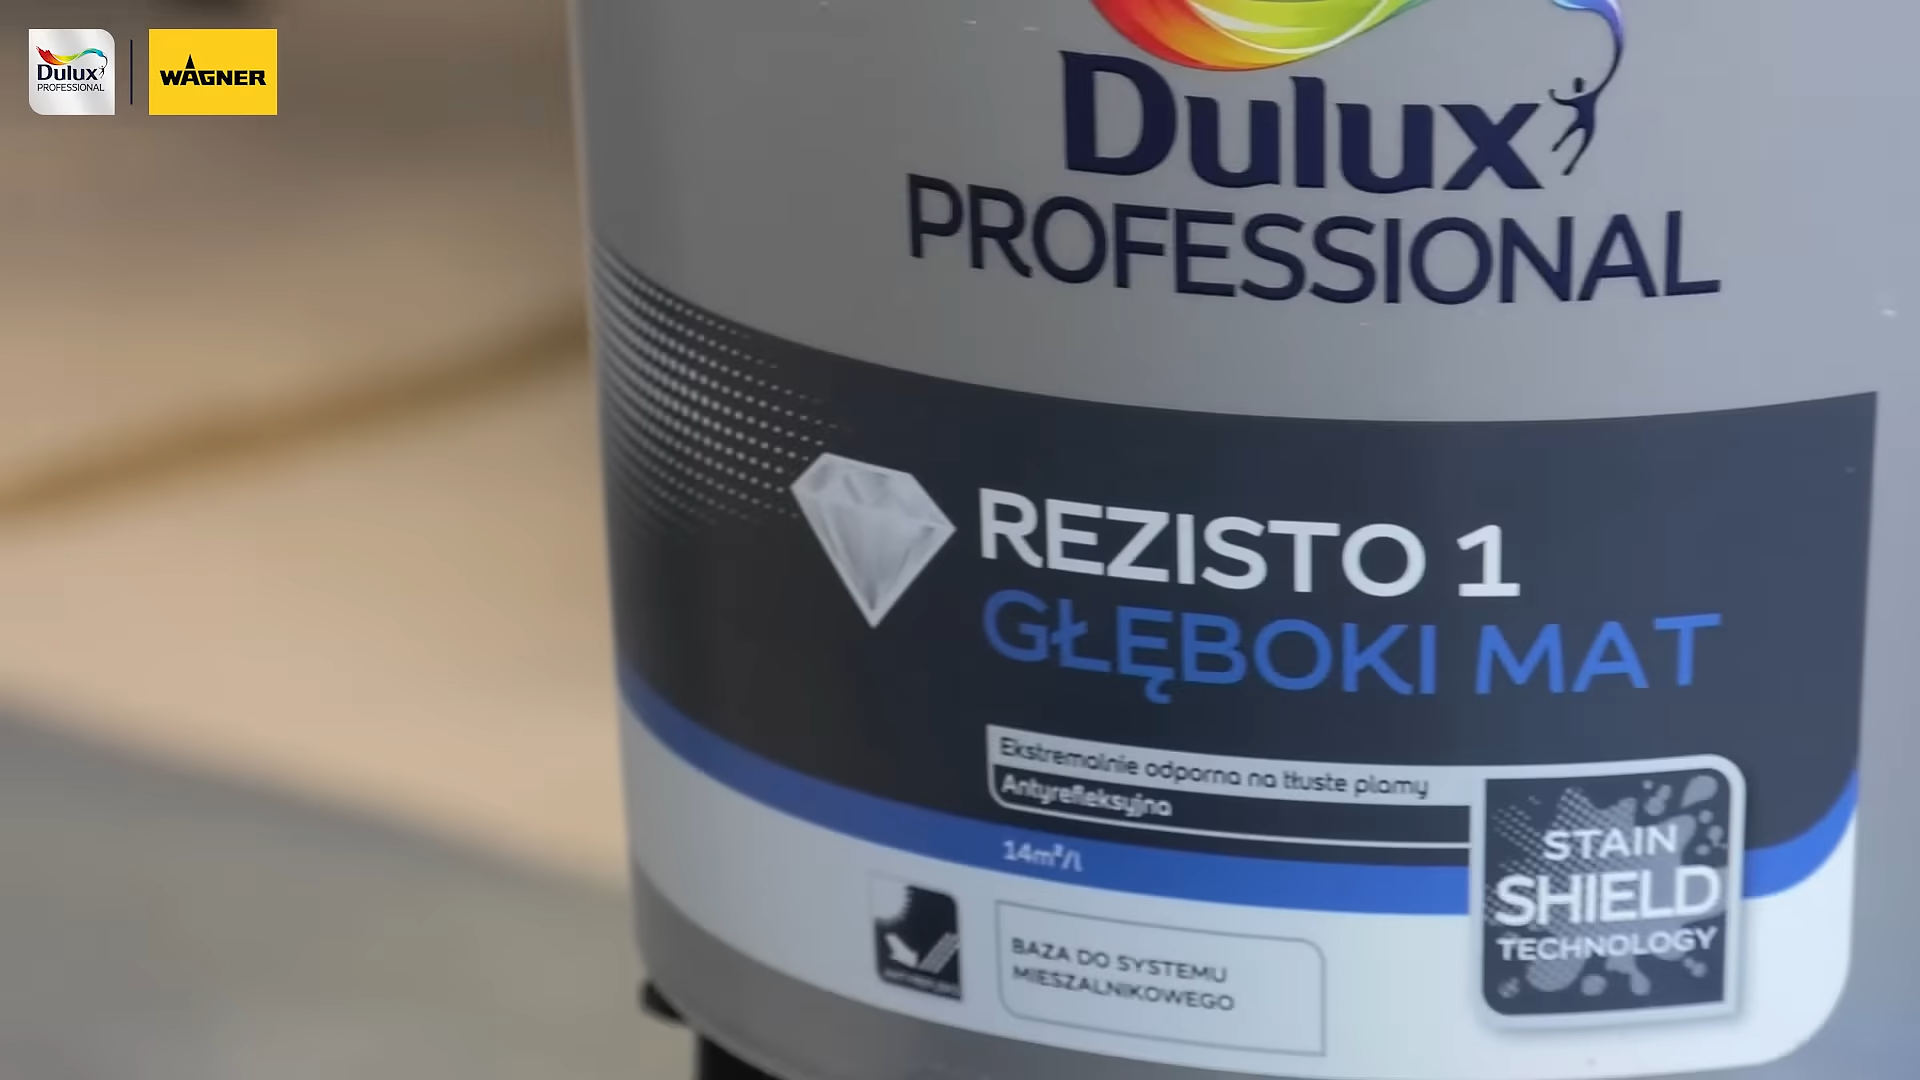 Dulux
PROFESSIONAL
WAGNER
Dulux
PROFESSIONAL
REZISTO 1
GŁĘBOKI MAT
Ekstremalnie odporna na tłuste plamy
Antyrefleksyjna
14m²/l
STAIN
SHIELD
TECHNOLOGY
BAZA DO SYSTEMU
MIESZALNIKOWEGO